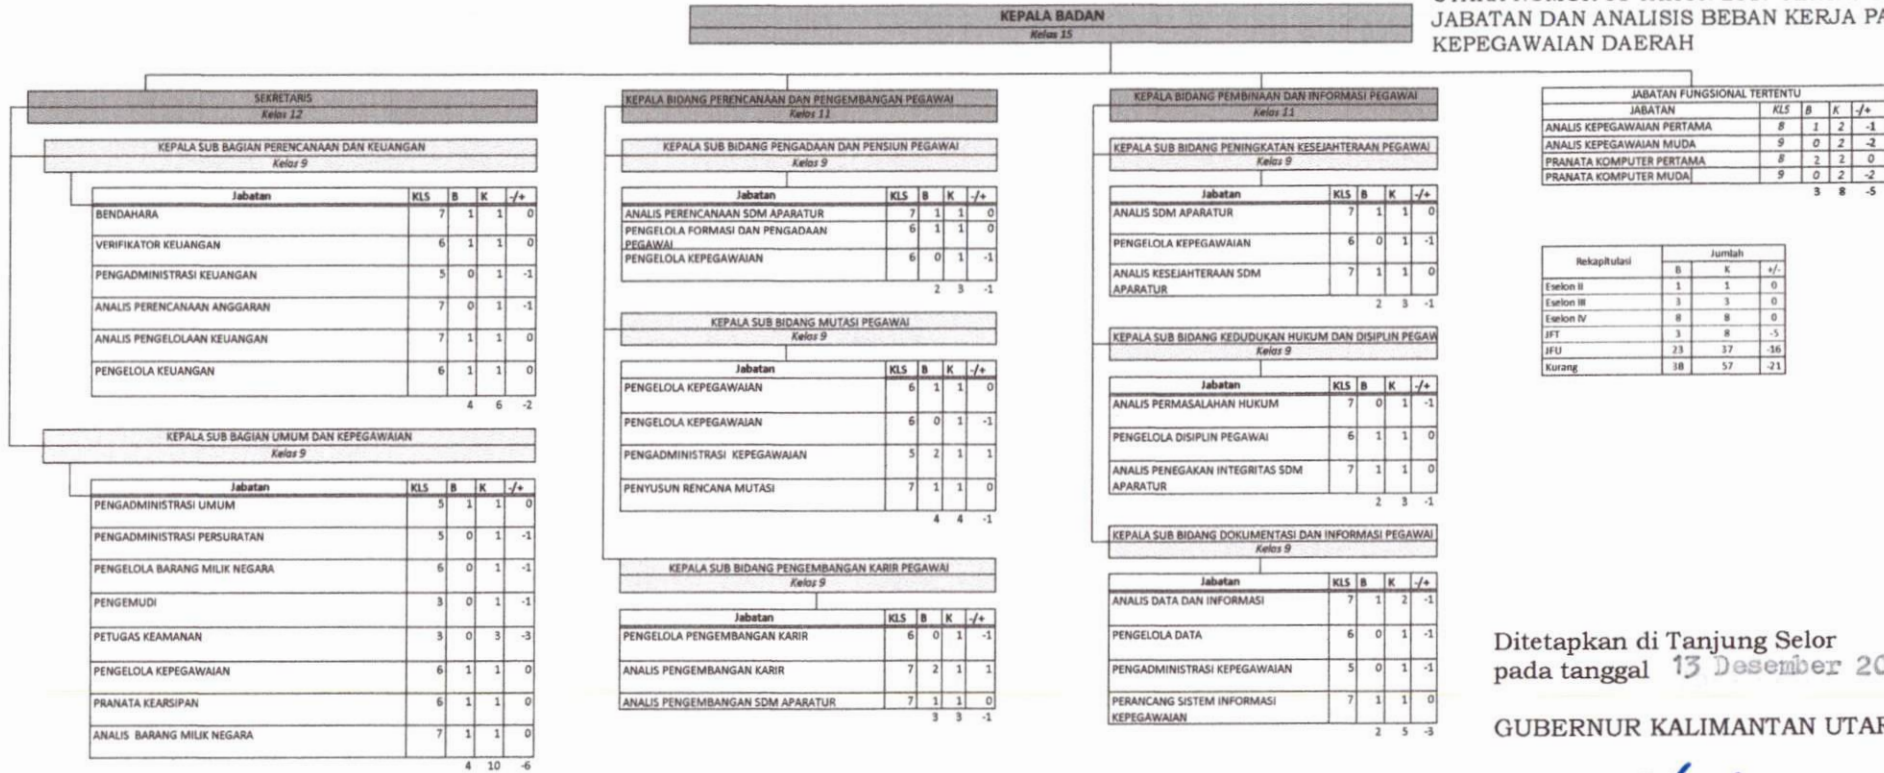 KEPALA BADAN
Kelas 15
JABATAN DAN ANALISIS BEBAN KERJA PA
KEPEGAWAIAN DAERAH
SEKRETARIS
Kelas 12
KEPALA SUB BAGIAN PERENCANAAN DAN KEUANGAN
Kelas 9
Jabatan KLS B K -/+
BENDAHARA 7 1 1 0
VERIFIKATOR KEUANGAN 6 1 1 0
PENGADMINISTRASI KEUANGAN 5 0 1 -1
ANALIS PERENCANAAN ANGGARAN 7 0 1 -1
ANALIS PENGELOLAAN KEUANGAN 7 1 1 0
PENGELOLA KEUANGAN 6 1 1 0
4 6 -2
KEPALA SUB BAGIAN UMUM DAN KEPEGAWAIAN
Kelas 9
Jabatan KLS B K -/+
PENGADMINISTRASI UMUM 5 1 1 0
PENGADMINISTRASI PERSURATAN 5 0 1 -1
PENGELOLA BARANG MILIK NEGARA 6 0 1 -1
PENGEMUDI 3 0 1 -1
PETUGAS KEAMANAN 3 0 3 -3
PENGELOLA KEPEGAWAIAN 6 1 1 0
PRANATA KEARSIPAN 6 1 1 0
ANALIS BARANG MILIK NEGARA 7 1 1 0
4 10 -6
KEPALA BIDANG PERENCANAAN DAN PENGEMBANGAN PEGAWAI
Kelas 11
KEPALA SUB BIDANG PENGADAAN DAN PENSIUN PEGAWAI
Kelas 9
Jabatan KLS B K -/+
ANALIS PERENCANAAN SDM APARATUR 7 1 1 0
PENGELOLA FORMASI DAN PENGADAAN 6 1 1 0
PEGAWAI
PENGELOLA KEPEGAWAIAN 6 0 1 -1
2 3 -1
KEPALA SUB BIDANG MUTASI PEGAWAI
Kelas 9
Jabatan KLS B K -/+
PENGELOLA KEPEGAWAIAN 6 1 1 0
PENGELOLA KEPEGAWAIAN 6 0 1 -1
PENGADMINISTRASI KEPEGAWAIAN 5 2 1 1
PENYUSUN RENCANA MUTASI 7 1 1 0
4 4 -1
KEPALA SUB BIDANG PENGEMBANGAN KARIR PEGAWAI
Kelas 9
Jabatan KLS B K -/+
PENGELOLA PENGEMBANGAN KARIR 6 0 1 -1
ANALIS PENGEMBANGAN KARIR 7 2 1 1
ANALIS PENGEMBANGAN SDM APARATUR 7 1 1 0
3 3 -1
KEPALA BIDANG PEMBINAAN DAN INFORMASI PEGAWAI
Kelas 11
KEPALA SUB BIDANG PENINGKATAN KESEJAHTERAAN PEGAWAI
Kelas 9
Jabatan KLS B K -/+
ANALIS SDM APARATUR 7 1 1 0
PENGELOLA KEPEGAWAIAN 6 0 1 -1
ANALIS KESEJAHTERAAN SDM 7 1 1 0
APARATUR
2 3 -1
KEPALA SUB BIDANG KEDUDUKAN HUKUM DAN DISIPLIN PEGAW
Kelas 9
Jabatan KLS B K -/+
ANALIS PERMASALAHAN HUKUM 7 0 1 -1
PENGELOLA DISIPLIN PEGAWAI 6 1 1 0
ANALIS PENEGAKAN INTEGRITAS SDM 7 1 1 0
APARATUR
2 3 -1
KEPALA SUB BIDANG DOKUMENTASI DAN INFORMASI PEGAWAI
Kelas 9
Jabatan KLS B K -/+
ANALIS DATA DAN INFORMASI 7 1 2 -1
PENGELOLA DATA 6 0 1 -1
PENGADMINISTRASI KEPEGAWAIAN 5 0 1 -1
PERANCANG SISTEM INFORMASI 7 1 1 0
KEPEGAWAIAN
2 5 -3
JABATAN FUNGSIONAL TERTENTU
JABATAN KLS B K -/+
ANALIS KEPEGAWAIAN PERTAMA 8 1 2 -1
ANALIS KEPEGAWAIAN MUDA 9 0 2 -2
PRANATA KOMPUTER PERTAMA 8 2 2 0
PRANATA KOMPUTER MUDA 9 0 2 -2
3 8 -5
Rekapitulasi Jumlah
B K +/-
Eselon II 1 1 0
Eselon III 3 3 0
Eselon IV 8 8 0
JFT 3 8 -5
JFU 23 37 -16
Kurang 38 57 -21
Ditetapkan di Tanjung Selor
pada tanggal 13 Desember 20
GUBERNUR KALIMANTAN UTAR